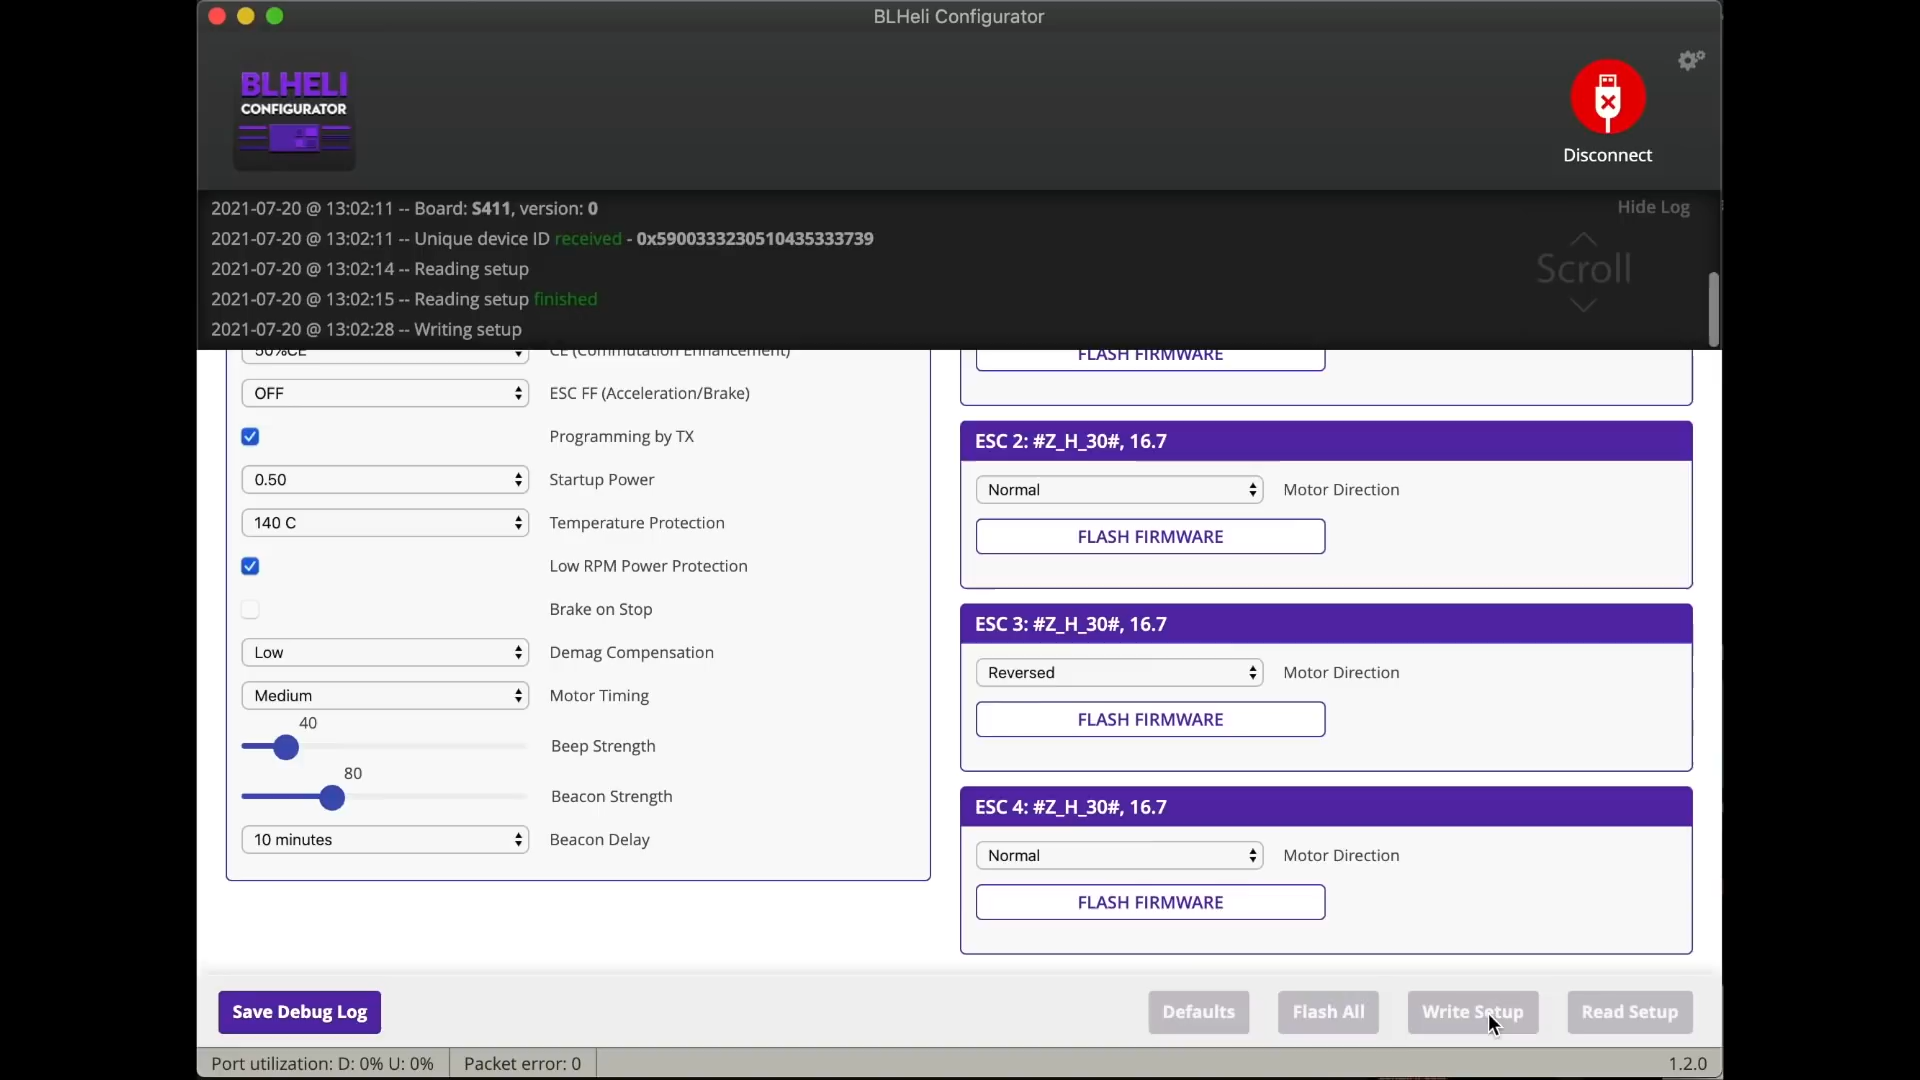 BLHeli Configurator
BLHELI
CONFIGURATOR
Disconnect
2021-07-20 @ 13:02:11 -- Board: S411, version: 0
Hide Log
2021-07-20 @ 13:02:11 -- Unique device ID received - 0x5900333230510435333739
2021-07-20 @ 13:02:14 -- Reading setup
Scroll
2021-07-20 @ 13:02:15 -- Reading setup finished
2021-07-20 @ 13:02:28 -- Writing setup
50%CE CE (Commutation Enhancement)
OFF ESC FF (Acceleration/Brake)
Programming by TX
0.50 Startup Power
140 C Temperature Protection
Low RPM Power Protection
Brake on Stop
Low Demag Compensation
Medium Motor Timing
40
Beep Strength
80
Beacon Strength
10 minutes Beacon Delay
FLASH FIRMWARE
ESC 2: #Z_H_30#, 16.7
Normal Motor Direction
FLASH FIRMWARE
ESC 3: #Z_H_30#, 16.7
Reversed Motor Direction
FLASH FIRMWARE
ESC 4: #Z_H_30#, 16.7
Normal Motor Direction
FLASH FIRMWARE
Save Debug Log
Defaults Flash All Write Setup Read Setup
Port utilization: D: 0% U: 0% Packet error: 0 1.2.0